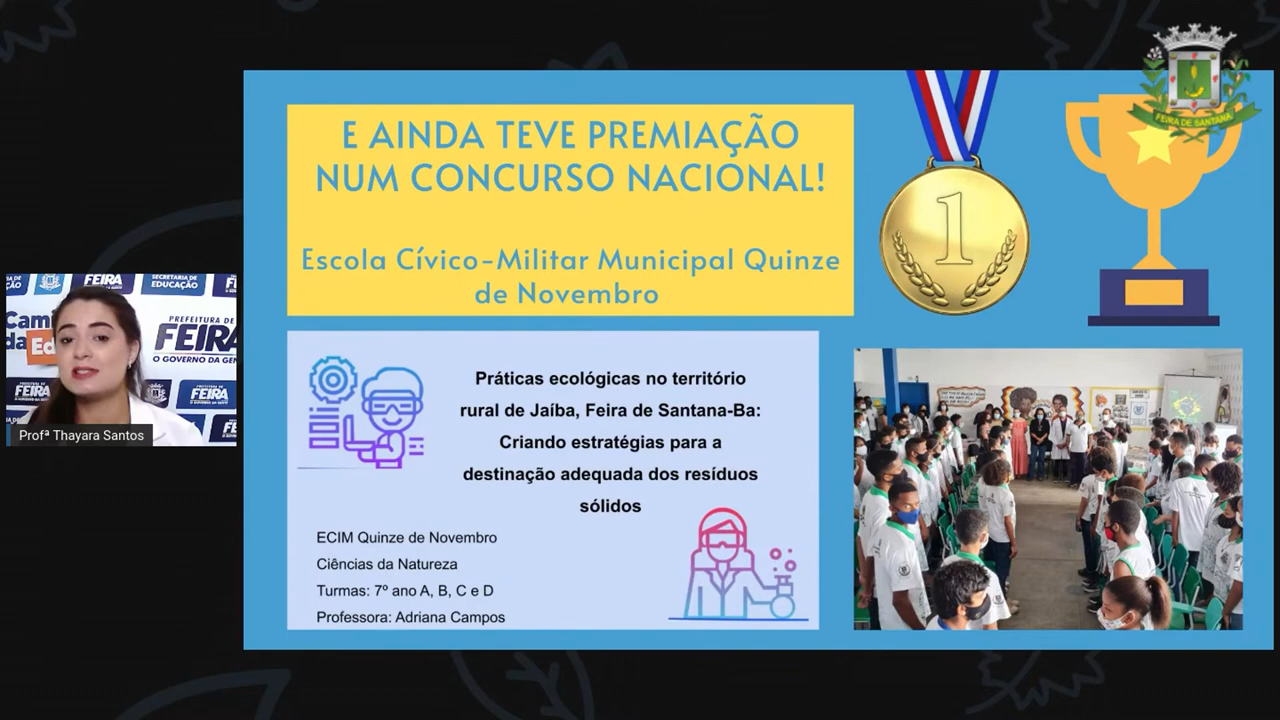 E AINDA TEVE PREMIAÇÃO
NUM CONCURSO NACIONAL!
Escola Cívico-Militar Municipal Quinze
de Novembro
1
FEIRA DE SANTANA
Práticas ecológicas no território
rural de Jaíba, Feira de Santana-Ba:
Criando estratégias para a
destinação adequada dos resíduos
sólidos
ECIM Quinze de Novembro
Ciências da Natureza
Turmas: 7º ano A, B, C e D
Professora: Adriana Campos
FEIRA
SECRETARIA DE
EDUCAÇÃO
PREFEITURA DE
FEIRA
O GOVERNO DA
FEIRA
FEIRA
Profª Thayara Santos